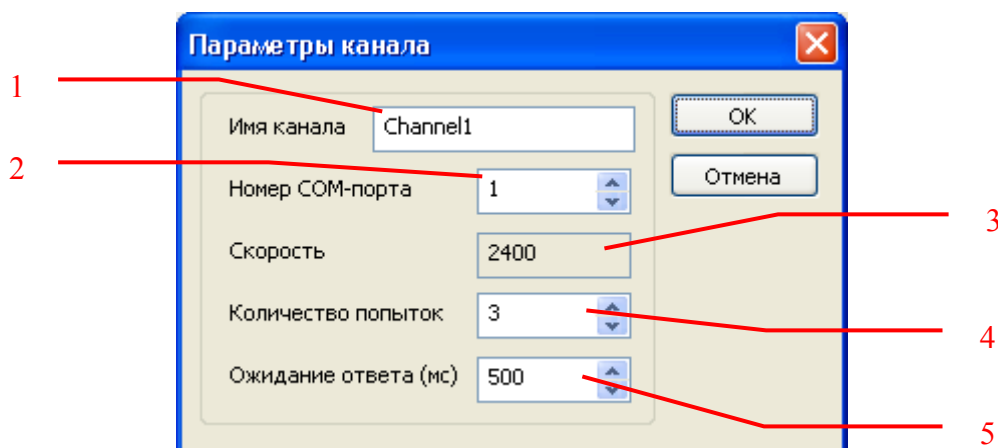 Параметры канала
1
Имя канала Channel1
OK
2
Номер COM-порта 1
Отмена
3
Скорость 2400
Количество попыток 3
4
Ожидание ответа (мс) 500
5